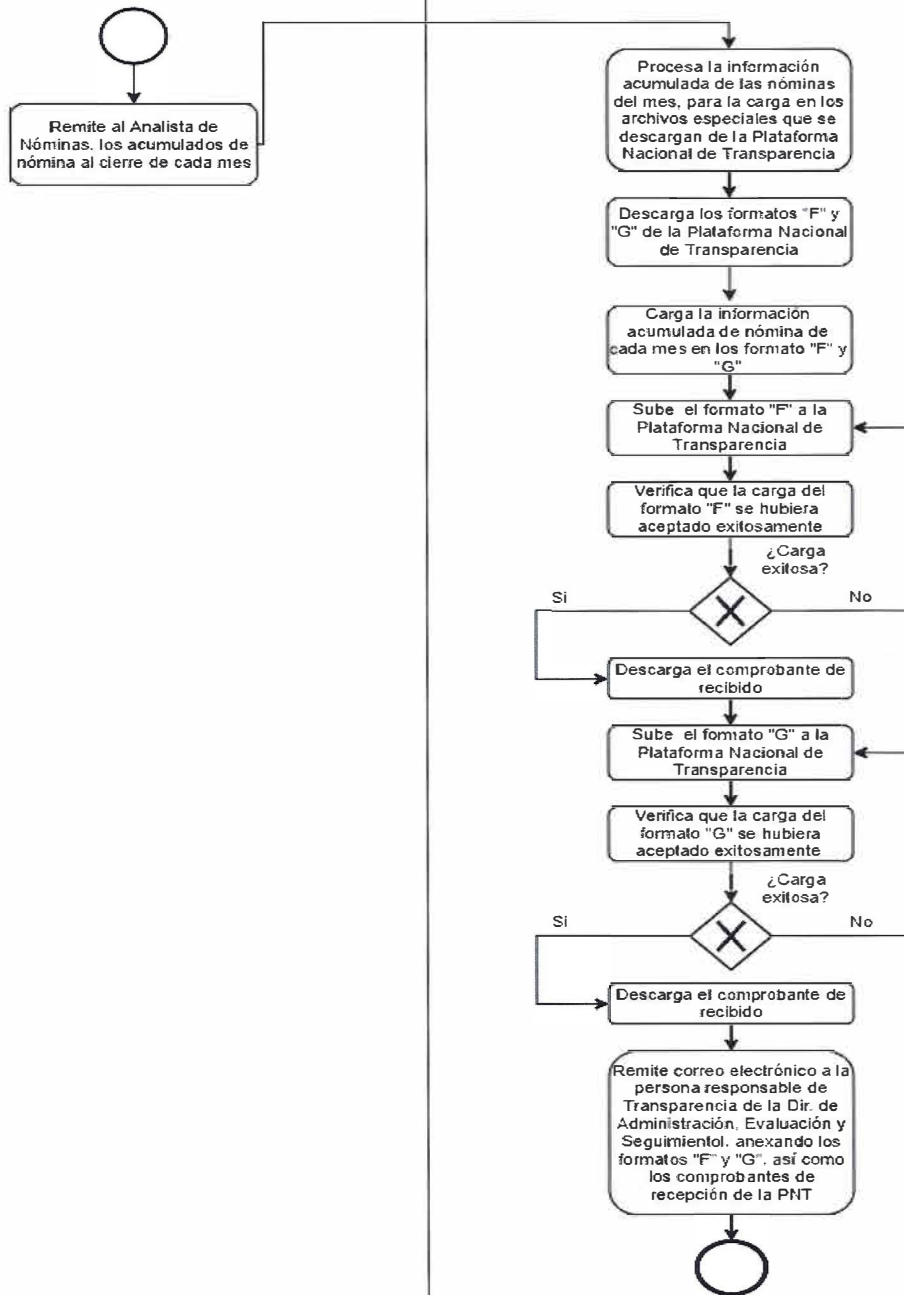 Remite al Analista de
Nóminas. los acumulados de
nómina al cierre de cada mes
Procesa la información
acumulada de las nóminas
del mes, para la carga en los
archivos especiales que se
descargan de la Plataforma
Nacional de Transparencia
Descarga los formatos "F" y
"G" de la Plataforma Nacional
de Transparencia
Carga la información
acumulada de nómina de
cada mes en los formato "F" y
"G"
Sube el formato "F" a la
Plataforma Nacional de
Transparencia
Verifica que la carga del
formato "F" se hubiera
aceptado exitosamente
¿Carga
exitosa?
Si
No
Descarga el comprobante de
recibido
Sube el formato "G" a la
Plataforma Nacional de
Transparencia
Verifica que la carga del
formato "G" se hubiera
aceptado exitosamente
¿Carga
exitosa?
Si
No
Descarga el comprobante de
recibido
Remite correo electrónico a la
persona responsable de
Transparencia de la Dir. de
Administración, Evaluación y
Seguimientol. anexando los
formatos "F" y "G". así como
los comprobantes de
recepción de la PNT